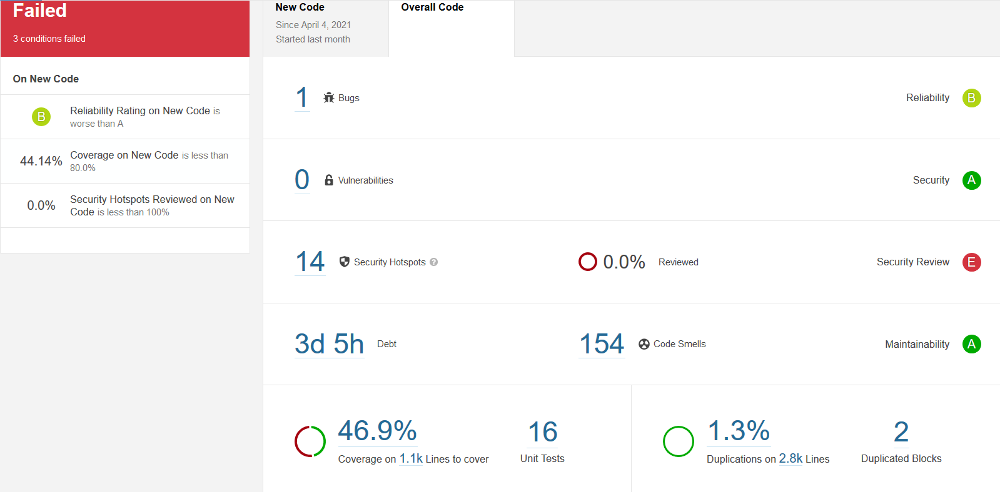 Failed
3 conditions failed
On New Code
B
Reliability Rating on New Code is
worse than A
44.14%
Coverage on New Code is less than
80.0%
0.0%
Security Hotspots Reviewed on New
Code is less than 100%
New Code
Since April 4, 2021
Started last month
Overall Code
1 Bugs
Reliability B
0 Vulnerabilities
Security A
14 Security Hotspots ?
0.0% Reviewed
Security Review E
3d 5h Debt
154 Code Smells
Maintainability A
46.9%
Coverage on 1.1k Lines to cover
16
Unit Tests
1.3%
Duplications on 2.8k Lines
2
Duplicated Blocks